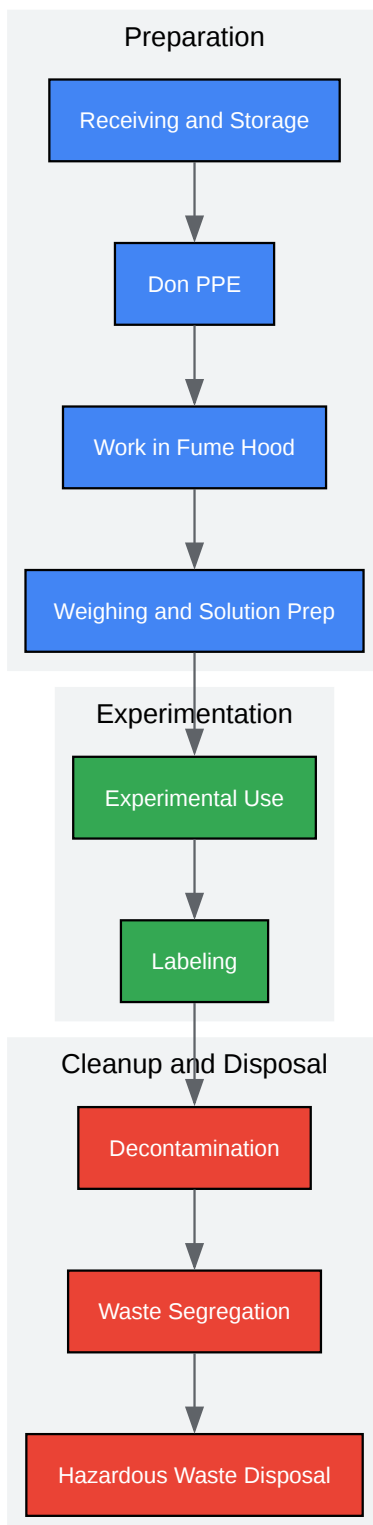 Preparation
Receiving and Storage
Don PPE
Work in Fume Hood
Weighing and Solution Prep
Experimentation
Experimental Use
Labeling
Cleanup and Disposal
Decontamination
Waste Segregation
Hazardous Waste Disposal